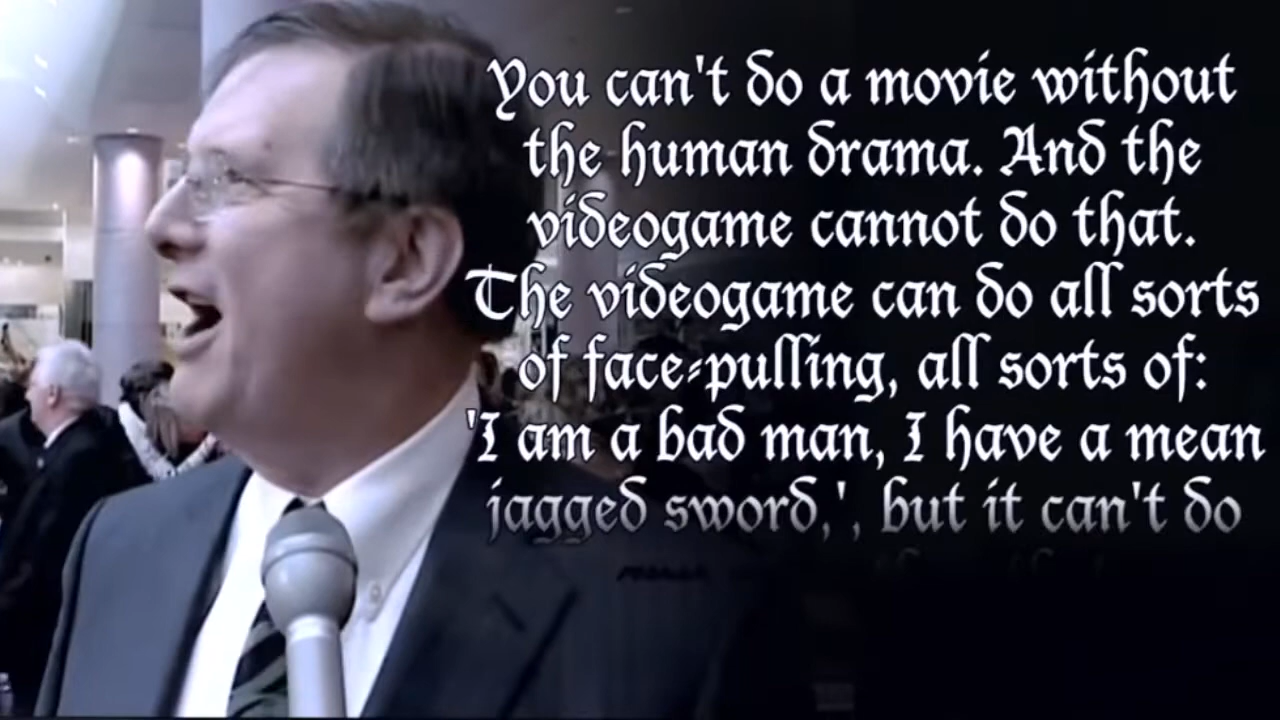 You can't do a movie without
the human drama. And the
videogame cannot do that.
The videogame can do all sorts
of face-pulling, all sorts of:
'I am a bad man, I have a mean
jagged sword,', but it can't do